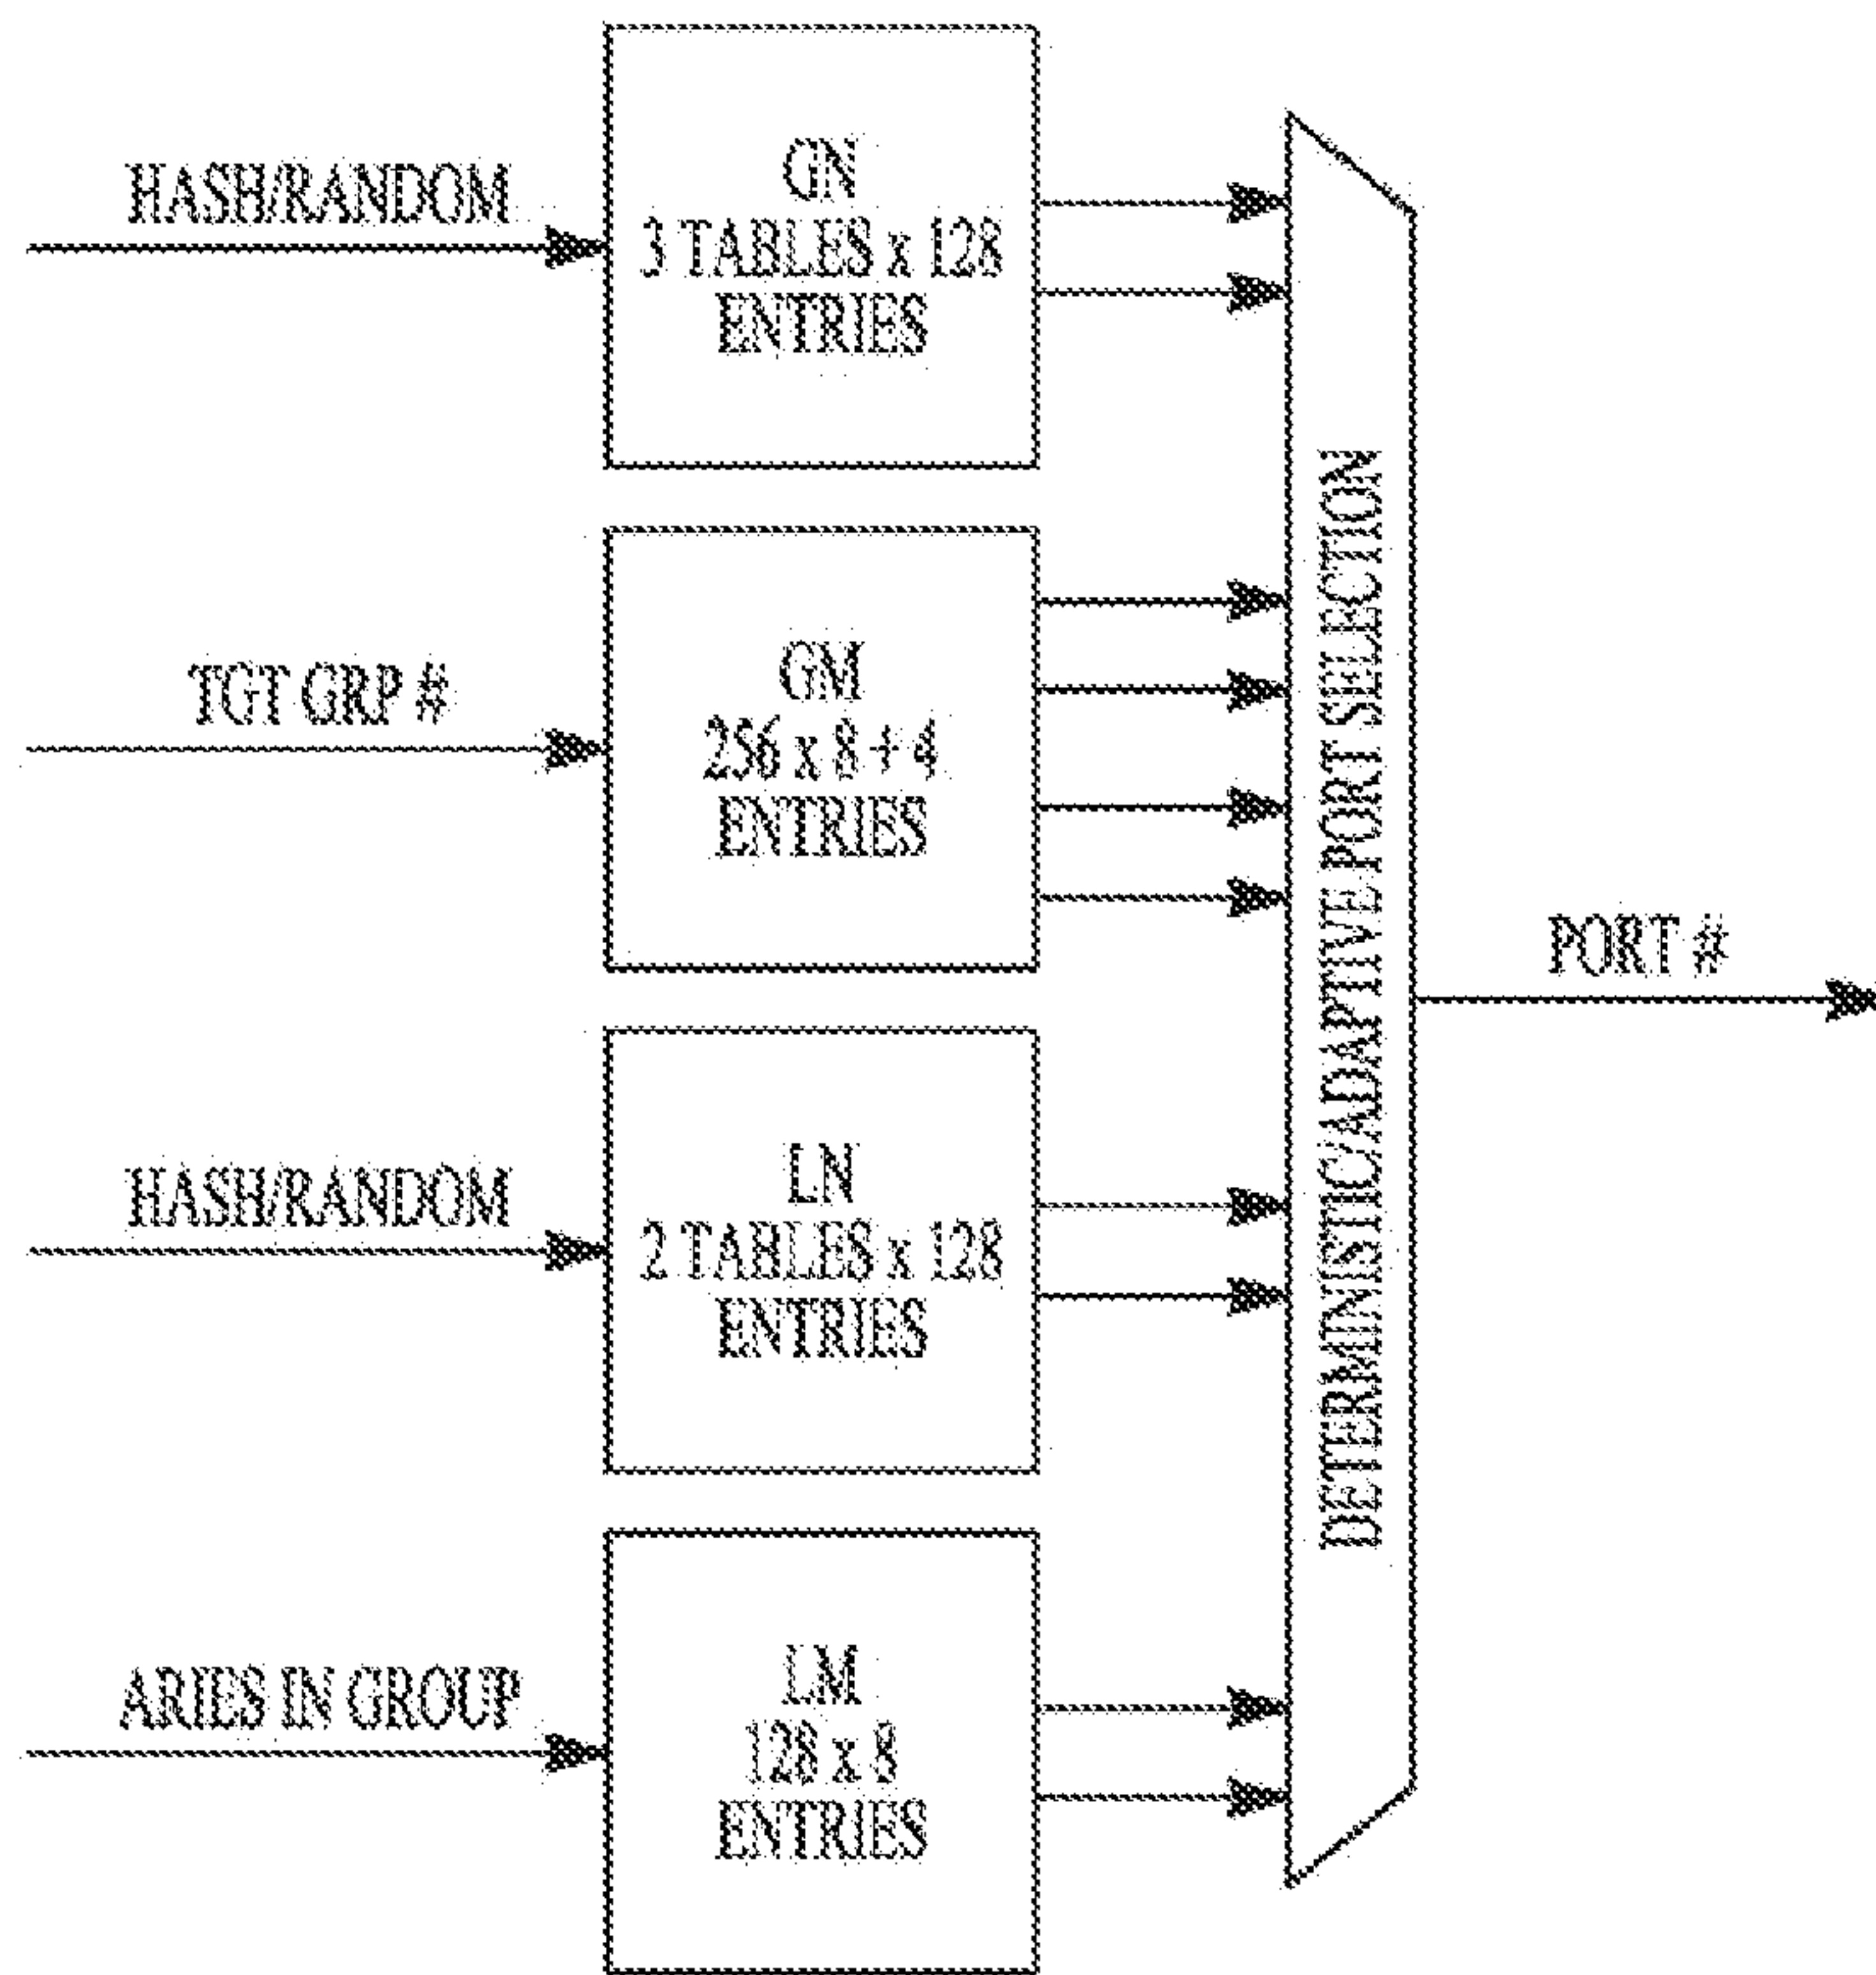 HASH/RANDOM
GN
3 TABLES x 128
ENTRIES
TGT GRP #
GM
256 x 8 + 4
ENTRIES
HASH/RANDOM
LN
2 TABLES x 128
ENTRIES
ARIES IN GROUP
LM
128 x 8
ENTRIES
DETERMINISTIC/ADAPTIVE PORT SELECTION
PORT #